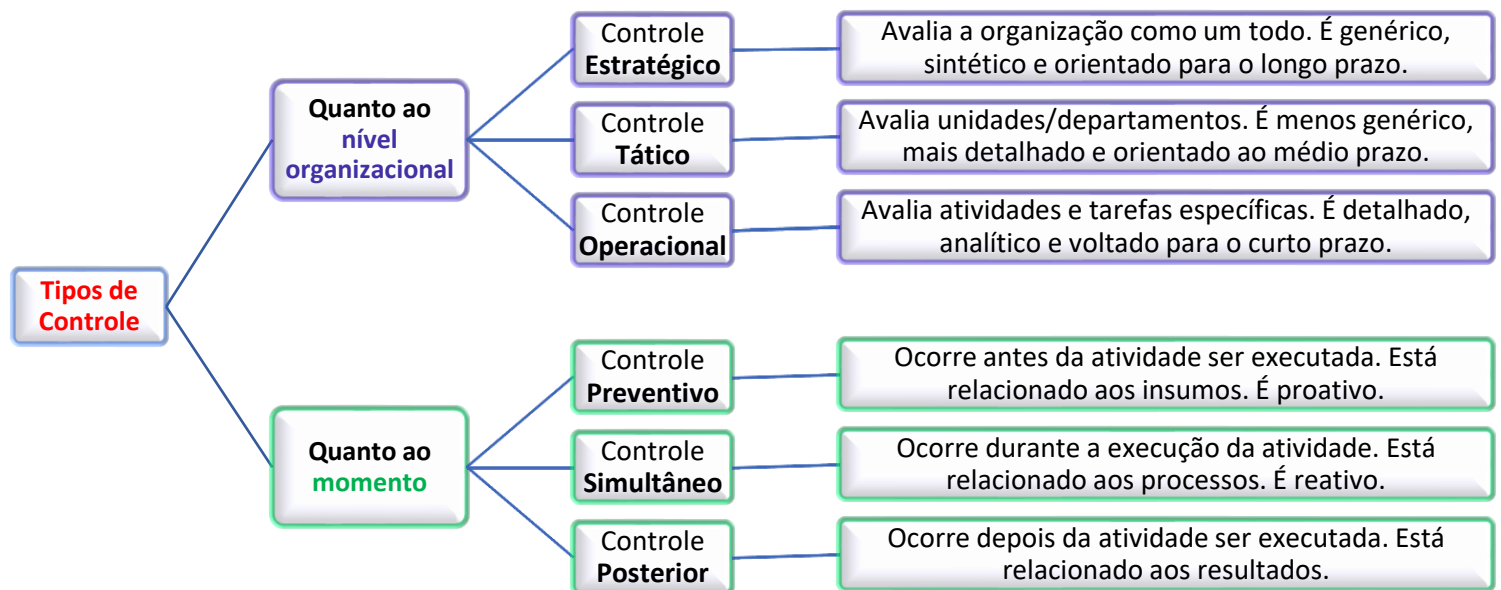 Tipos de
Controle
Quanto ao
nível
organizacional
Controle
Estratégico
Avalia a organização como um todo. É genérico,
sintético e orientado para o longo prazo.
Controle
Tático
Avalia unidades/departamentos. É menos genérico,
mais detalhado e orientado ao médio prazo.
Controle
Operacional
Avalia atividades e tarefas específicas. É detalhado,
analítico e voltado para o curto prazo.
Quanto ao
momento
Controle
Preventivo
Ocorre antes da atividade ser executada. Está
relacionado aos insumos. É proativo.
Controle
Simultâneo
Ocorre durante a execução da atividade. Está
relacionado aos processos. É reativo.
Controle
Posterior
Ocorre depois da atividade ser executada. Está
relacionado aos resultados.